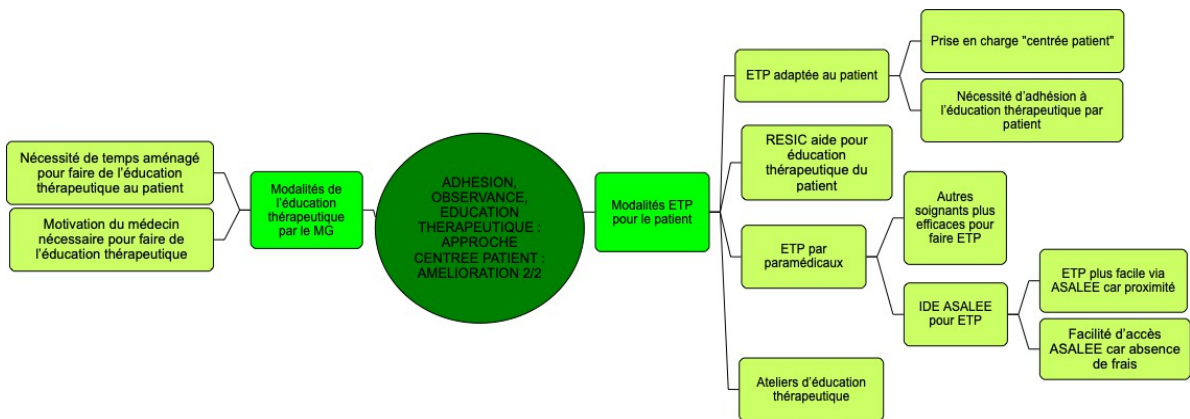 Nécessité de temps aménagé
pour faire de l'éducation
thérapeutique au patient
Motivation du médecin
nécessaire pour faire de
l'éducation thérapeutique
Modalités de
l'éducation
thérapeutique
par le MG
ADHESION,
OBSERVANCE,
EDUCATION
THERAPEUTIQUE :
APPROCHE
CENTREE PATIENT :
AMELIORATION 2/2
Modalités ETP
pour le patient
ETP adaptée au patient
Prise en charge "centrée
patient"
Nécessité d'adhésion à
l'éducation thérapeutique par
patient
RESIC aide pour
éducation
thérapeutique du
patient
ETP par
paramédicaux
Autres
soignants plus
efficaces pour
faire ETP
IDE ASALEE
pour ETP
ETP plus facile via
ASALEE car proximité
Facilité d'accès
ASALEE car absence
de frais
Ateliers d'éducation
thérapeutique